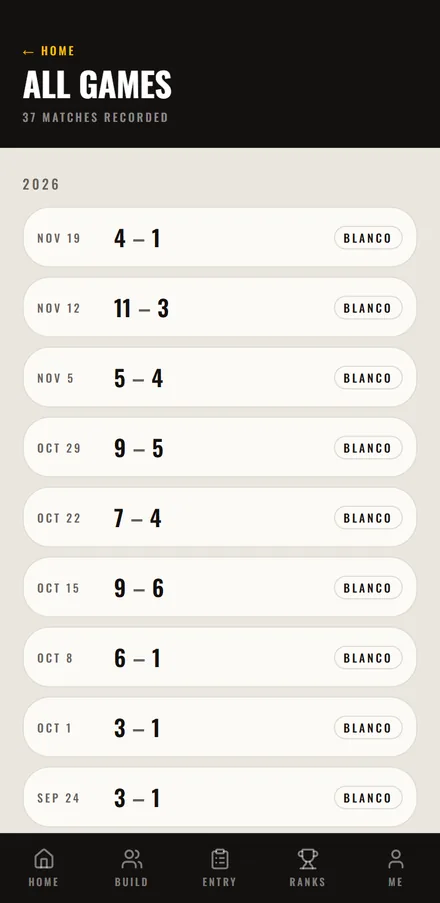 ← HOME
ALL GAMES
37 MATCHES RECORDED
2026
NOV 19 4 – 1 BLANCO
NOV 12 11 – 3 BLANCO
NOV 5 5 – 4 BLANCO
OCT 29 9 – 5 BLANCO
OCT 22 7 – 4 BLANCO
OCT 15 9 – 6 BLANCO
OCT 8 6 – 1 BLANCO
OCT 1 3 – 1 BLANCO
SEP 24 3 – 1 BLANCO
HOME BUILD ENTRY RANKS ME